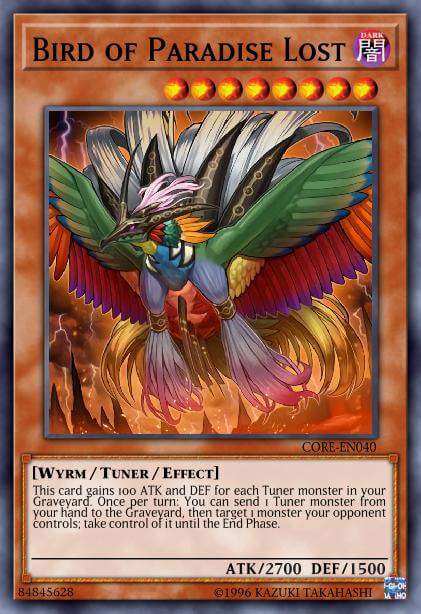 Bird of Paradise Lost
DARK
闇
CORE-EN040
[Wyrm / Tuner / Effect]
This card gains 100 ATK and DEF for each Tuner monster in your
Graveyard. Once per turn: You can send 1 Tuner monster from
your hand to the Graveyard, then target 1 monster your opponent
controls; take control of it until the End Phase.
ATK/2700 DEF/1500
84845628
©1996 KAZUKI TAKAHASHI